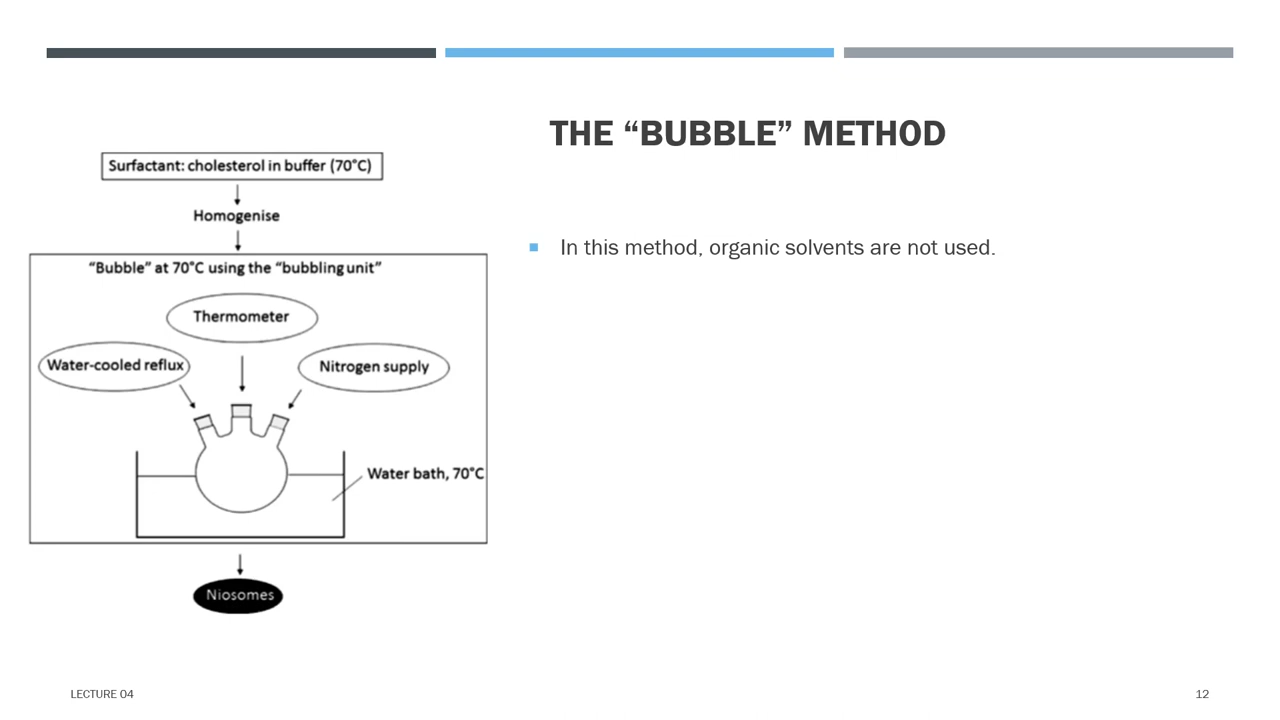 THE “BUBBLE” METHOD
Surfactant: cholesterol in buffer (70°C)
Homogenise
“Bubble” at 70°C using the “bubbling unit”
Thermometer
Water-cooled reflux
Nitrogen supply
Water bath, 70°C
Niosomes
In this method, organic solvents are not used.
LECTURE 04
12